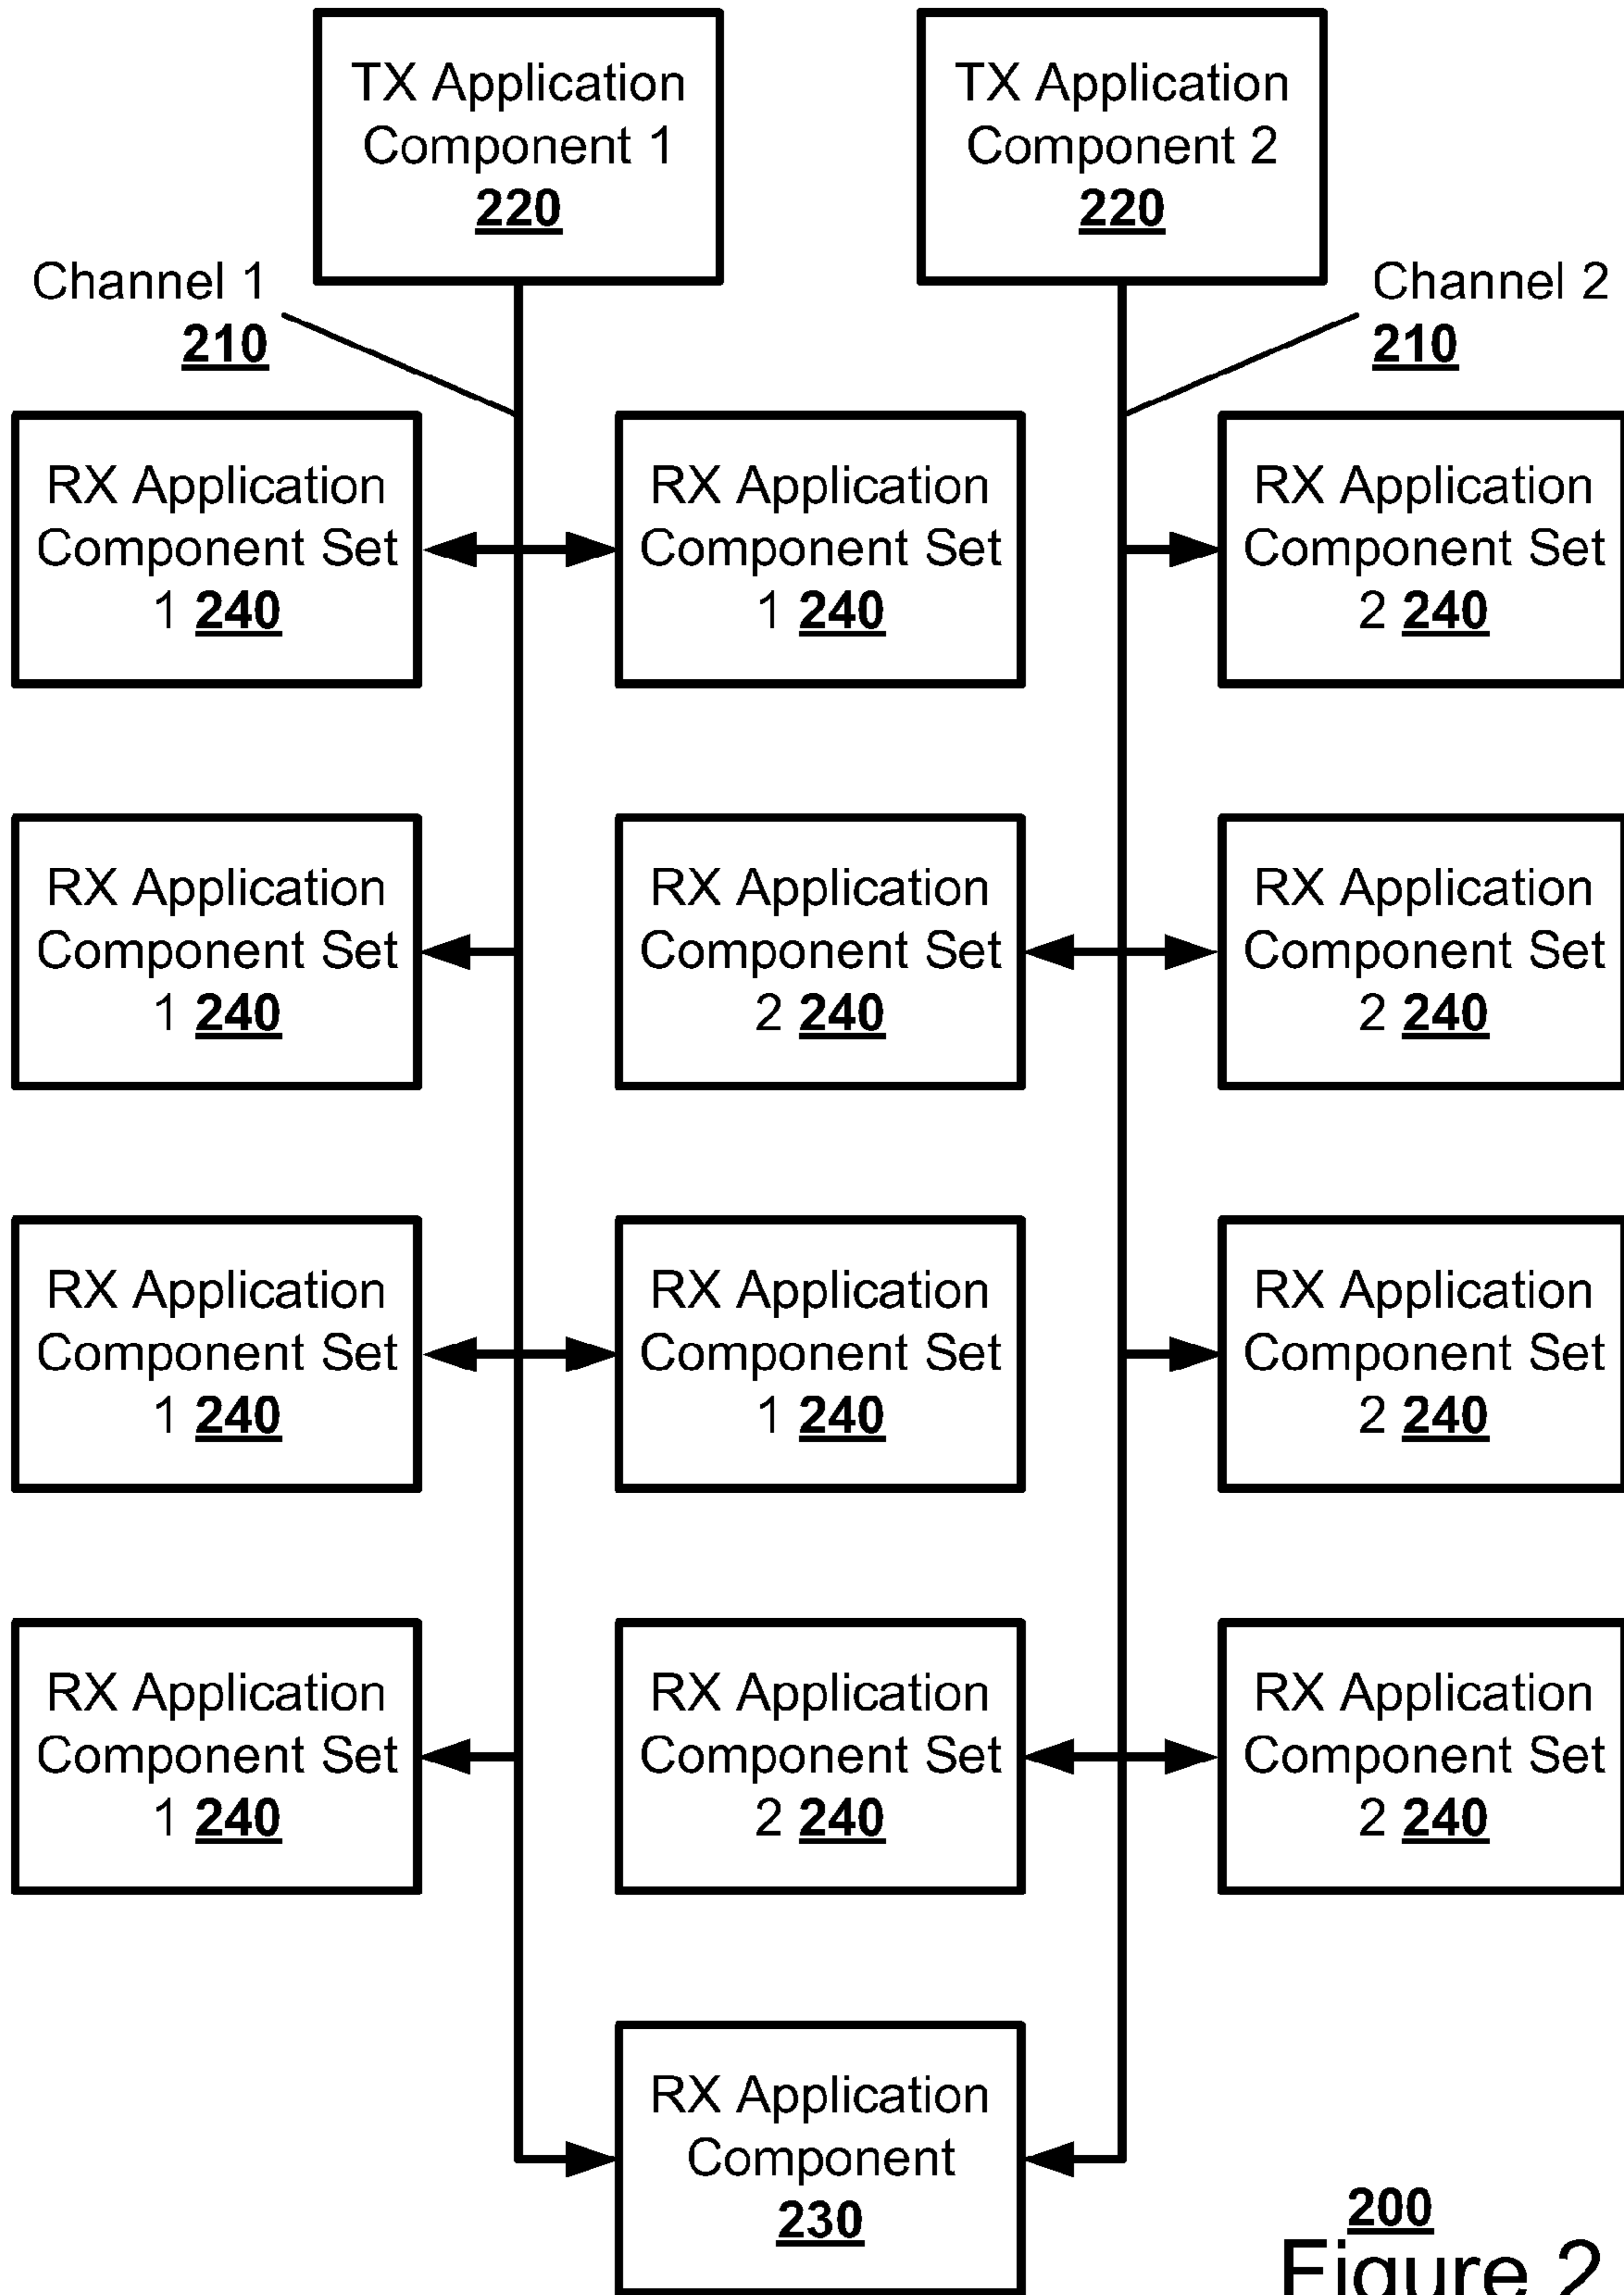 TX Application
Component 1
220
TX Application
Component 2
220
Channel 1
210
Channel 2
210
RX Application
Component Set
1 240
RX Application
Component Set
1 240
RX Application
Component Set
2 240
RX Application
Component Set
1 240
RX Application
Component Set
2 240
RX Application
Component Set
2 240
RX Application
Component Set
1 240
RX Application
Component Set
1 240
RX Application
Component Set
2 240
RX Application
Component Set
1 240
RX Application
Component Set
2 240
RX Application
Component Set
2 240
RX Application
Component
230
200
Figure 2